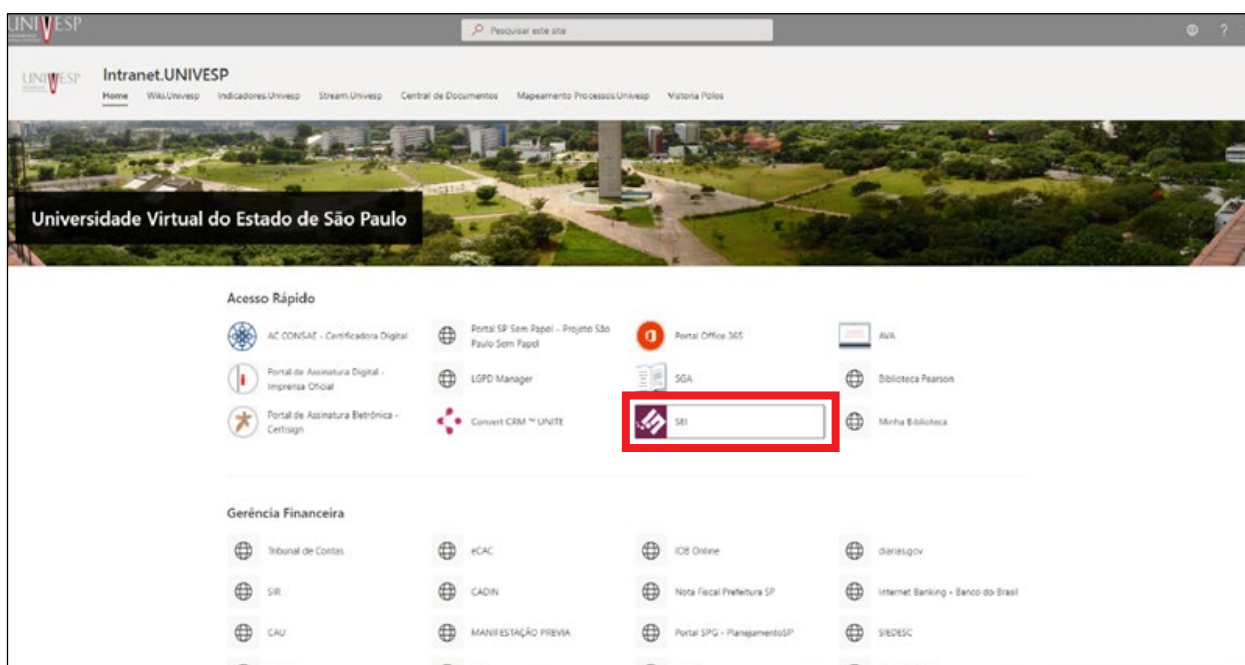 UNIVESP
Pesquisar este site
?
UNIVESP
Intranet.UNIVESP
Home Wiki.Univesp Indicadores.Univesp Stream.Univesp Central de Documentos Mapeamento Processos.Univesp Vistoria Polos
Universidade Virtual do Estado de São Paulo
Acesso Rápido
AC CONSAE - Certificadora Digital
Portal SP Sem Papel - Projeto São
Paulo Sem Papel
Portal Office 365
AVA
Portal de Assinatura Digital -
Imprensa Oficial
LGPD Manager
SGA
Biblioteca Pearson
Portal de Assinatura Eletrônica -
Certisign
Convert CRM ™ UNITE
SEI
Minha Biblioteca
Gerência Financeira
Tribunal de Contas
eCAC
IOB Online
diarias.gov
SIR
CADIN
Nota Fiscal Prefeitura SP
Internet Banking - Banco do Brasil
CAU
MANIFESTAÇÃO PREVIA
Portal SPG - PlanejamentoSP
SIEDESC